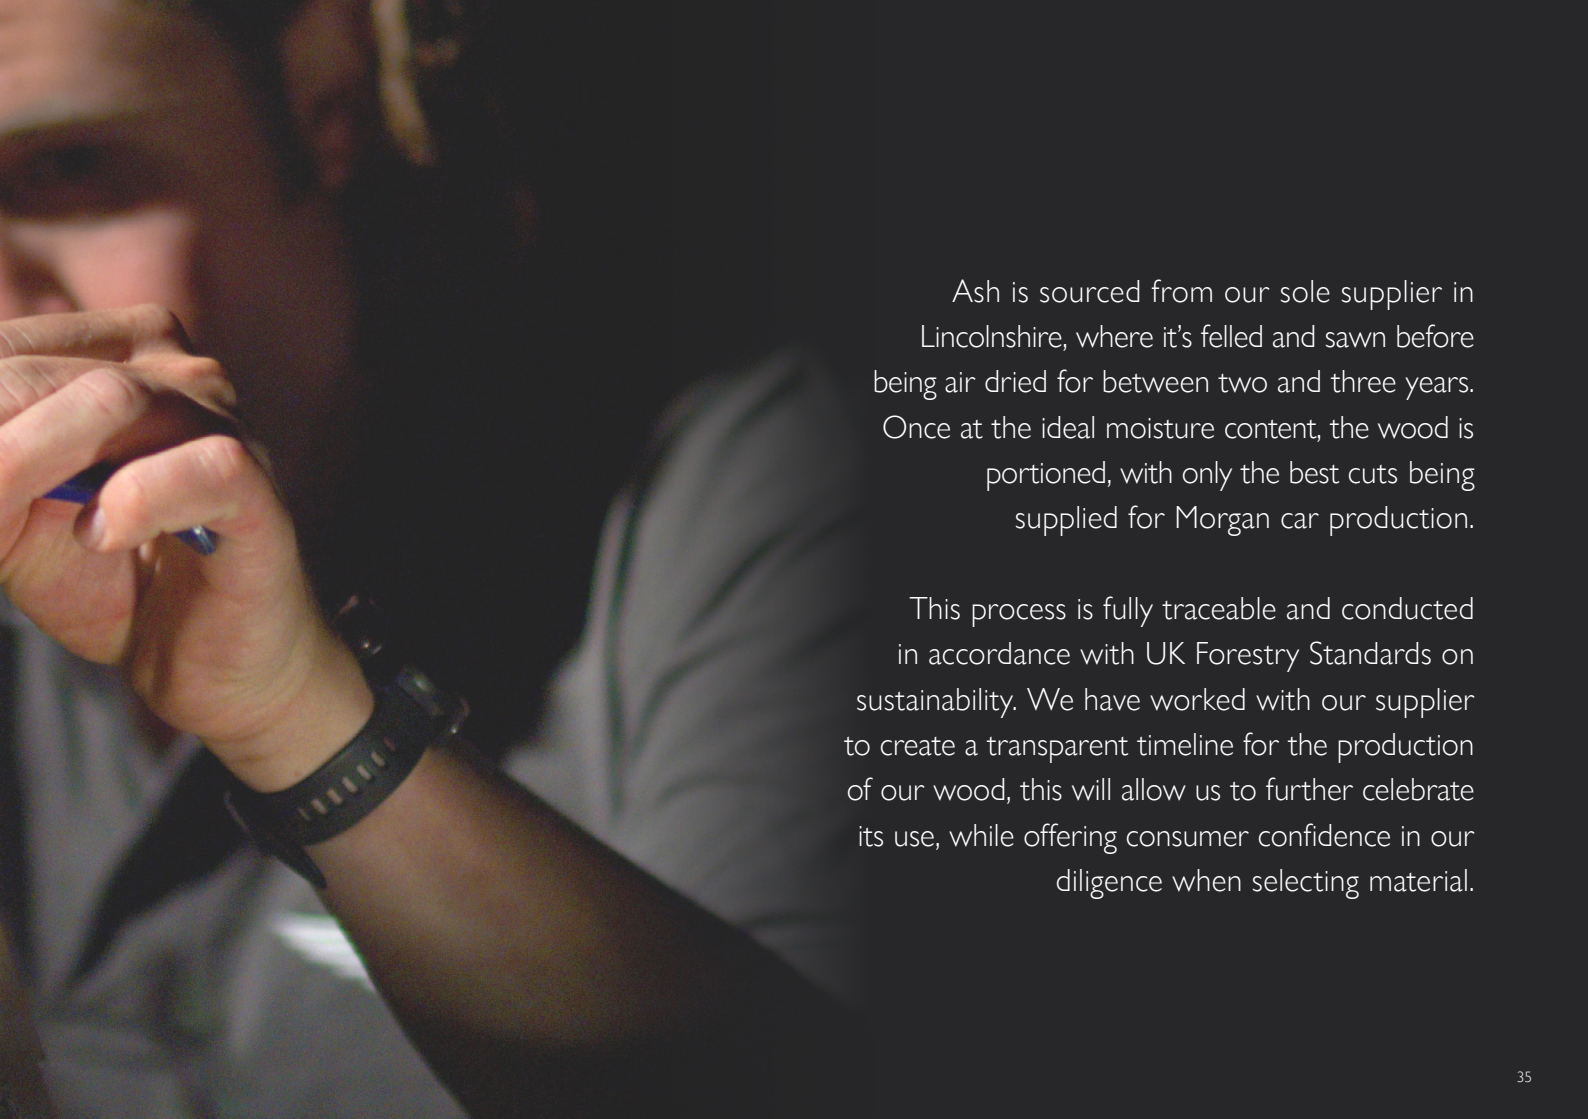 Ash is sourced from our sole supplier in
Lincolnshire, where it’s felled and sawn before
being air dried for between two and three years.
Once at the ideal moisture content, the wood is
portioned, with only the best cuts being
supplied for Morgan car production.
This process is fully traceable and conducted
in accordance with UK Forestry Standards on
sustainability. We have worked with our supplier
to create a transparent timeline for the production
of our wood, this will allow us to further celebrate
its use, while offering consumer confidence in our
diligence when selecting material.
35